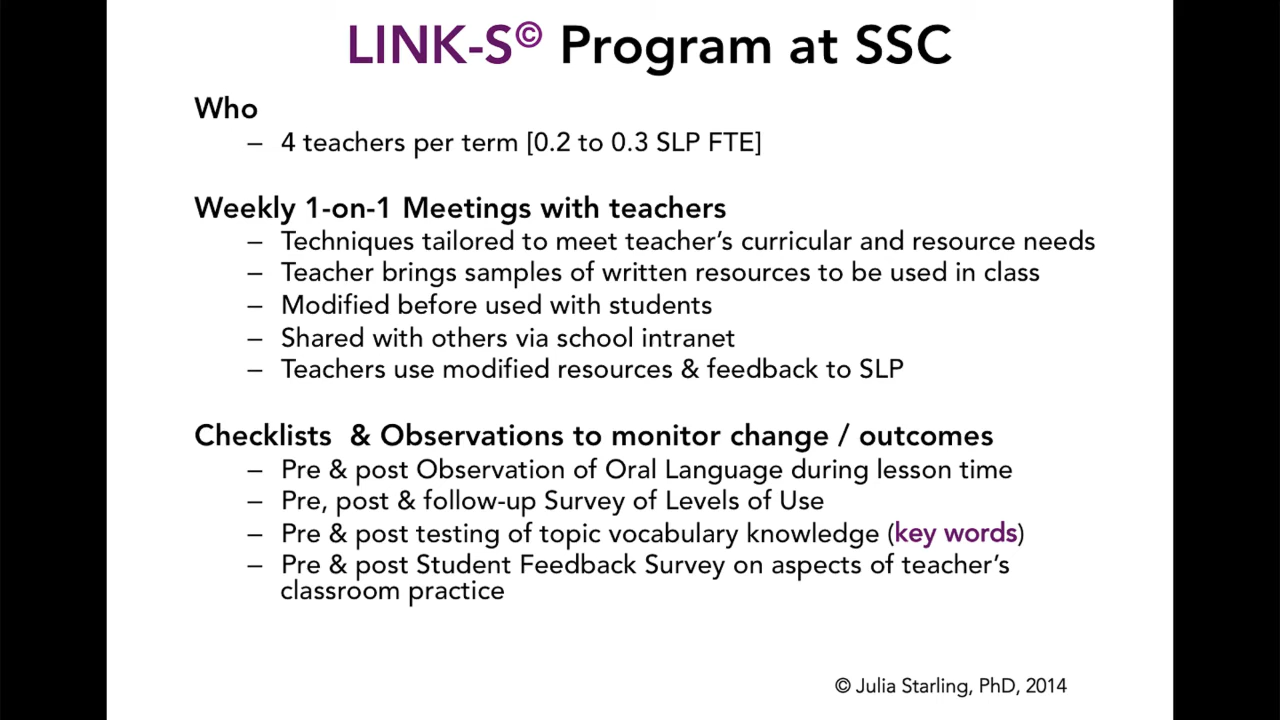 LINK-S© Program at SSC
Who
– 4 teachers per term [0.2 to 0.3 SLP FTE]
Weekly 1-on-1 Meetings with teachers
– Techniques tailored to meet teacher’s curricular and resource needs
– Teacher brings samples of written resources to be used in class
– Modified before used with students
– Shared with others via school intranet
– Teachers use modified resources & feedback to SLP
Checklists & Observations to monitor change / outcomes
– Pre & post Observation of Oral Language during lesson time
– Pre, post & follow-up Survey of Levels of Use
– Pre & post testing of topic vocabulary knowledge (key words)
– Pre & post Student Feedback Survey on aspects of teacher’s
classroom practice
© Julia Starling, PhD, 2014